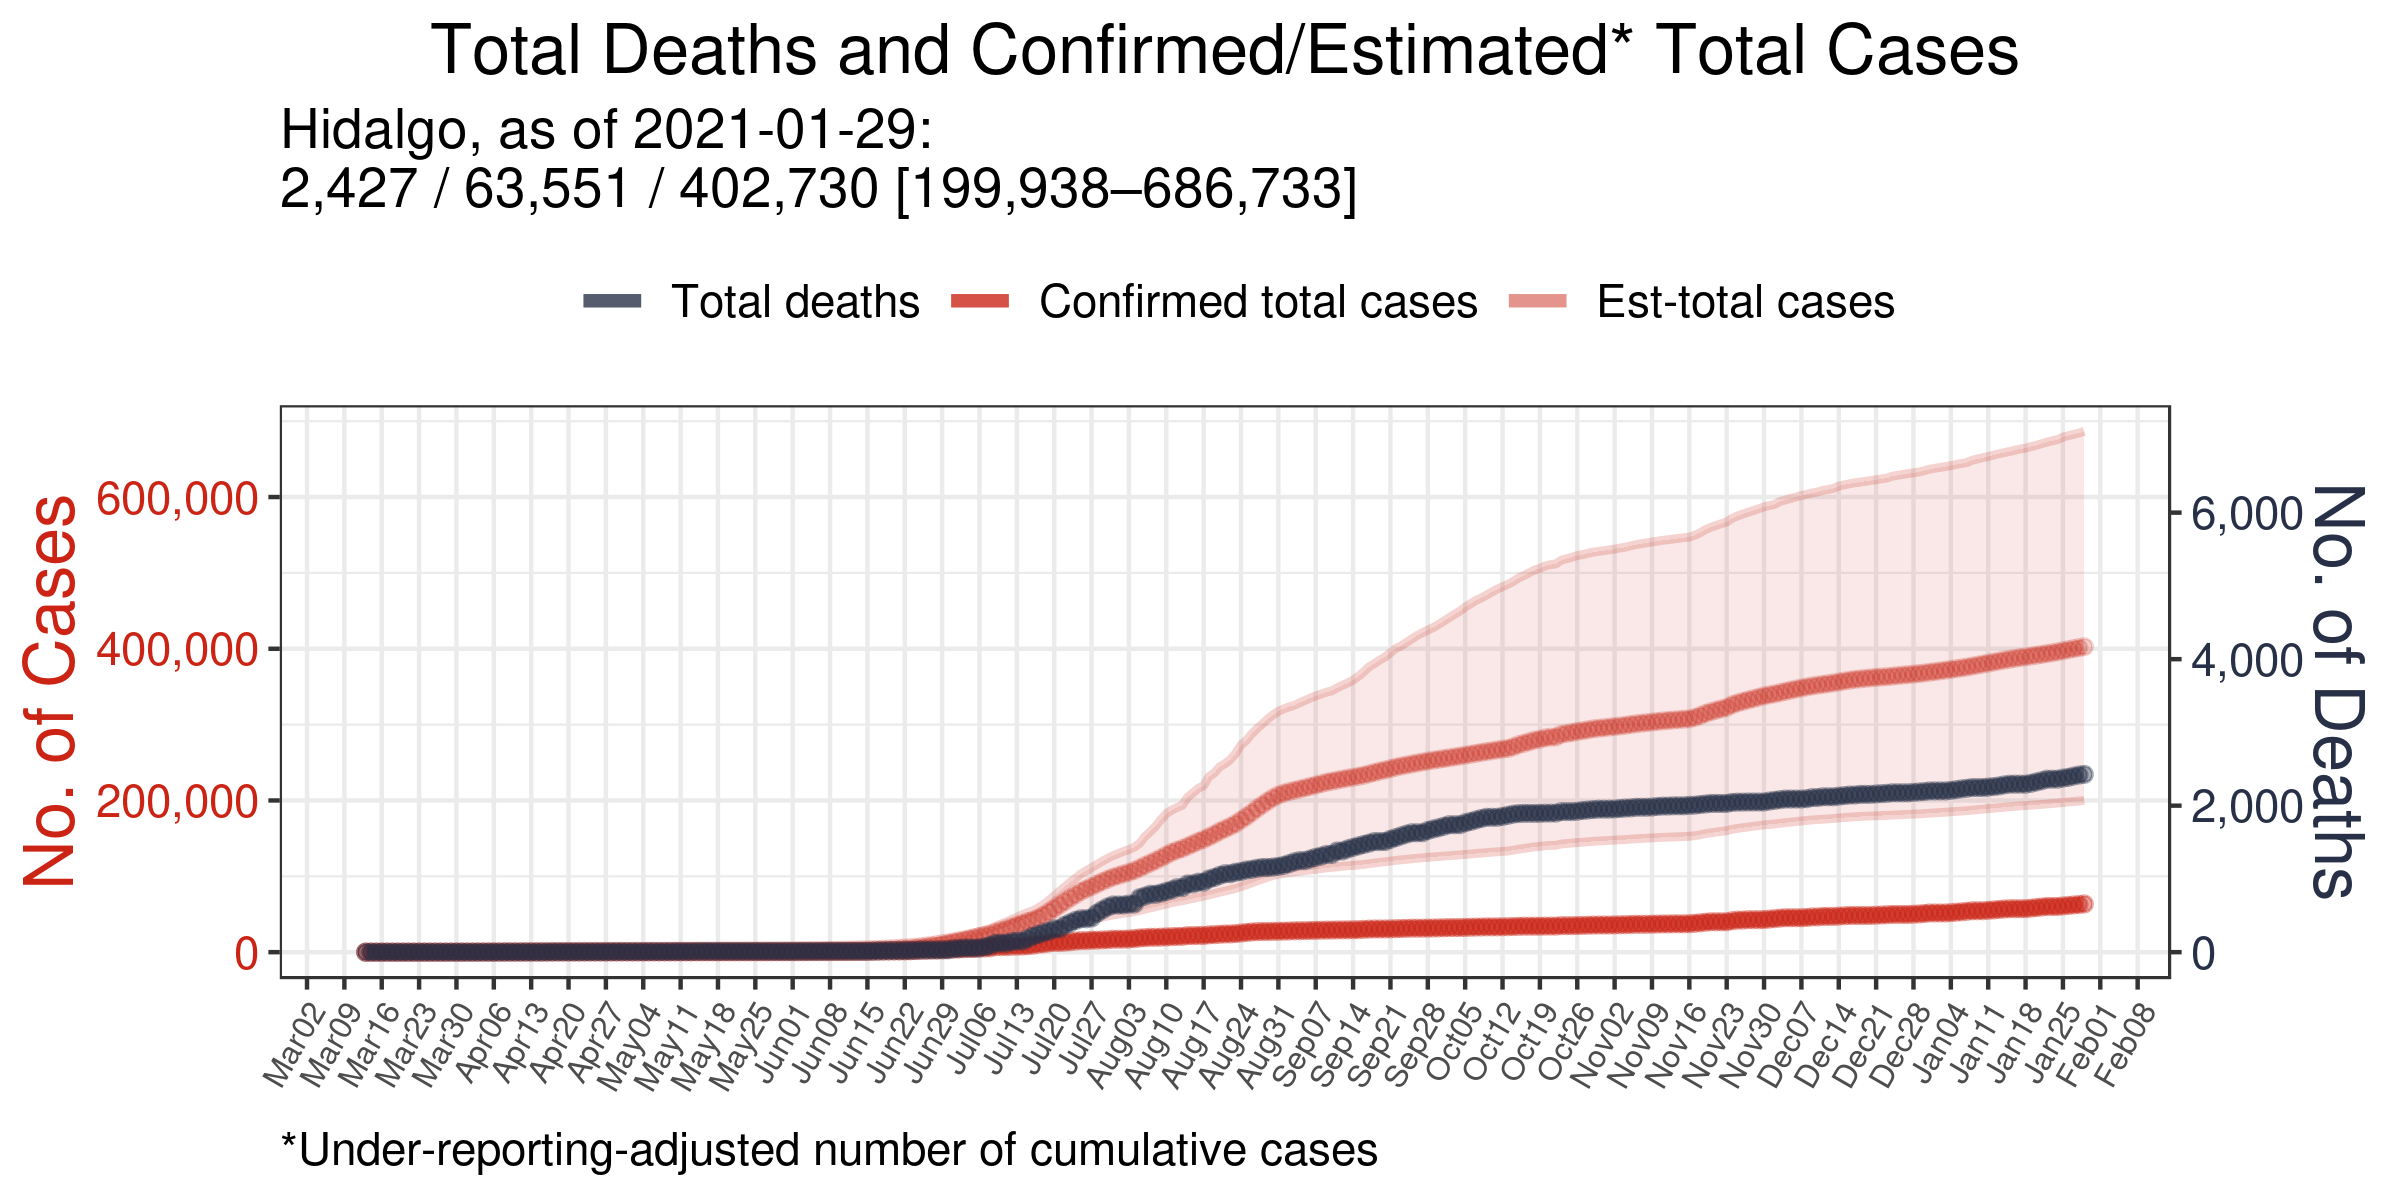 Total Deaths and Confirmed/Estimated* Total Cases
Hidalgo, as of 2021-01-29:
2,427 / 63,551 / 402,730 [199,938–686,733]
Total deaths
Confirmed total cases
Est-total cases
No. of Cases
600,000
400,000
200,000
0
6,000
4,000
2,000
0
No. of Deaths
Mar02
Mar09
Mar16
Mar23
Mar30
Apr06
Apr13
Apr20
Apr27
May04
May11
May18
May25
Jun01
Jun08
Jun15
Jun22
Jun29
Jul06
Jul13
Jul20
Jul27
Aug03
Aug10
Aug17
Aug24
Aug31
Sep07
Sep14
Sep21
Sep28
Oct05
Oct12
Oct19
Oct26
Nov02
Nov09
Nov16
Nov23
Nov30
Dec07
Dec14
Dec21
Dec28
Jan04
Jan11
Jan18
Jan25
Feb01
Feb08
*Under-reporting-adjusted number of cumulative cases